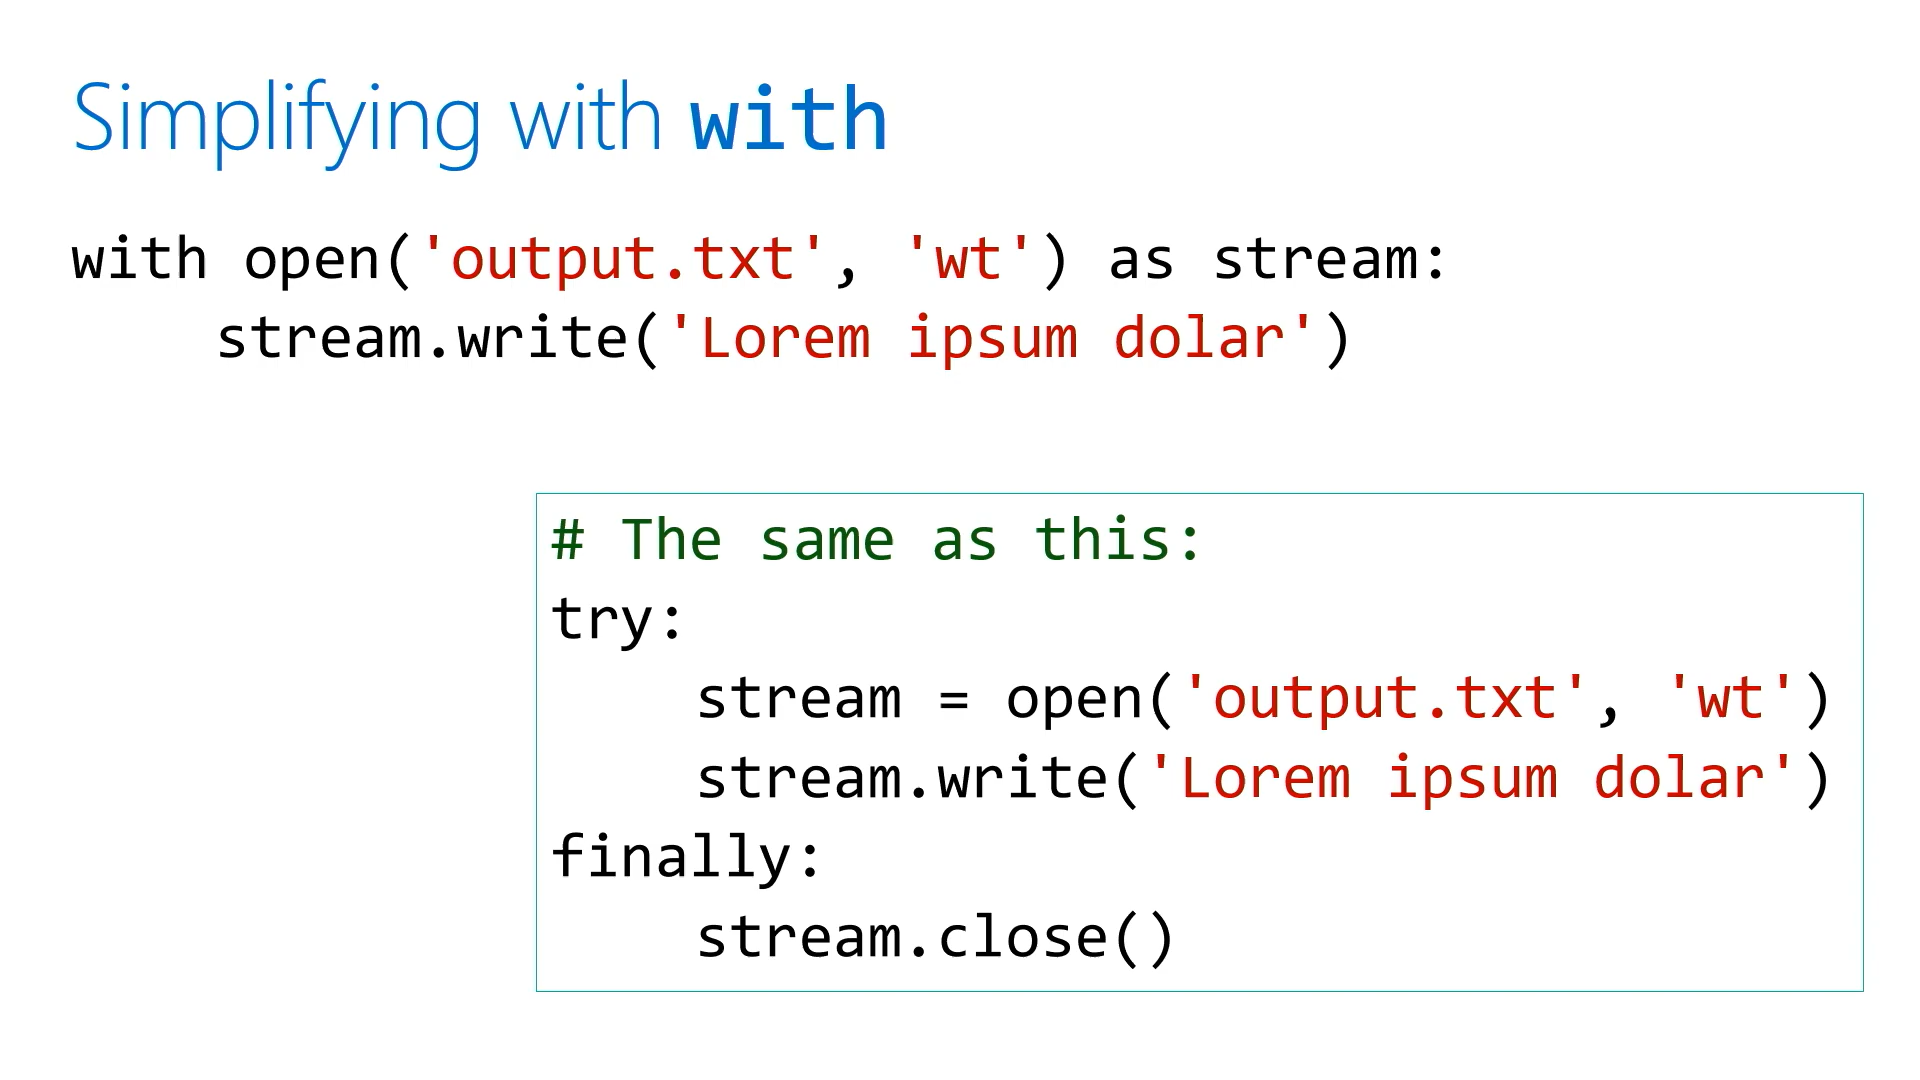 Simplifying with with
with open('output.txt', 'wt') as stream:
    stream.write('Lorem ipsum dolar')
# The same as this:
try:
    stream = open('output.txt', 'wt')
    stream.write('Lorem ipsum dolar')
finally:
    stream.close()